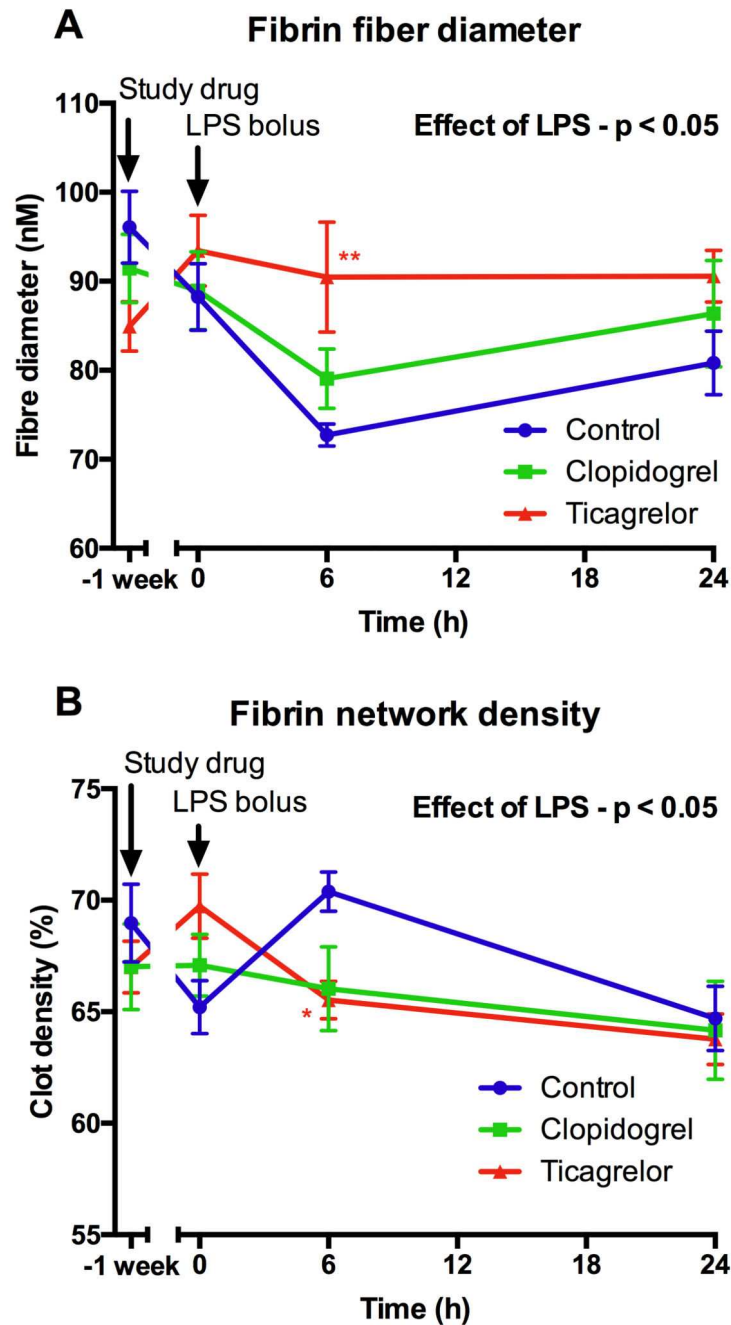 A
Fibrin fiber diameter
Study drug
LPS bolus
Effect of LPS - p < 0.05
110
100
90
80
70
60
Fibre diameter (nM)
**
Control
Clopidogrel
Ticagrelor
-1 week 0 6 12 18 24
Time (h)
B
Fibrin network density
Study drug
LPS bolus
Effect of LPS - p < 0.05
75
70
65
60
55
Clot density (%)
*
Control
Clopidogrel
Ticagrelor
-1 week 0 6 12 18 24
Time (h)